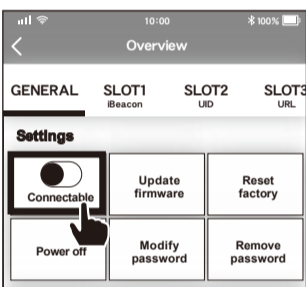 10:00
100%
Overview
GENERAL SLOT1 SLOT2 SLOT3
iBeacon UID URL
Settings
Connectable Update firmware Reset factory
Power off Modify password Remove password